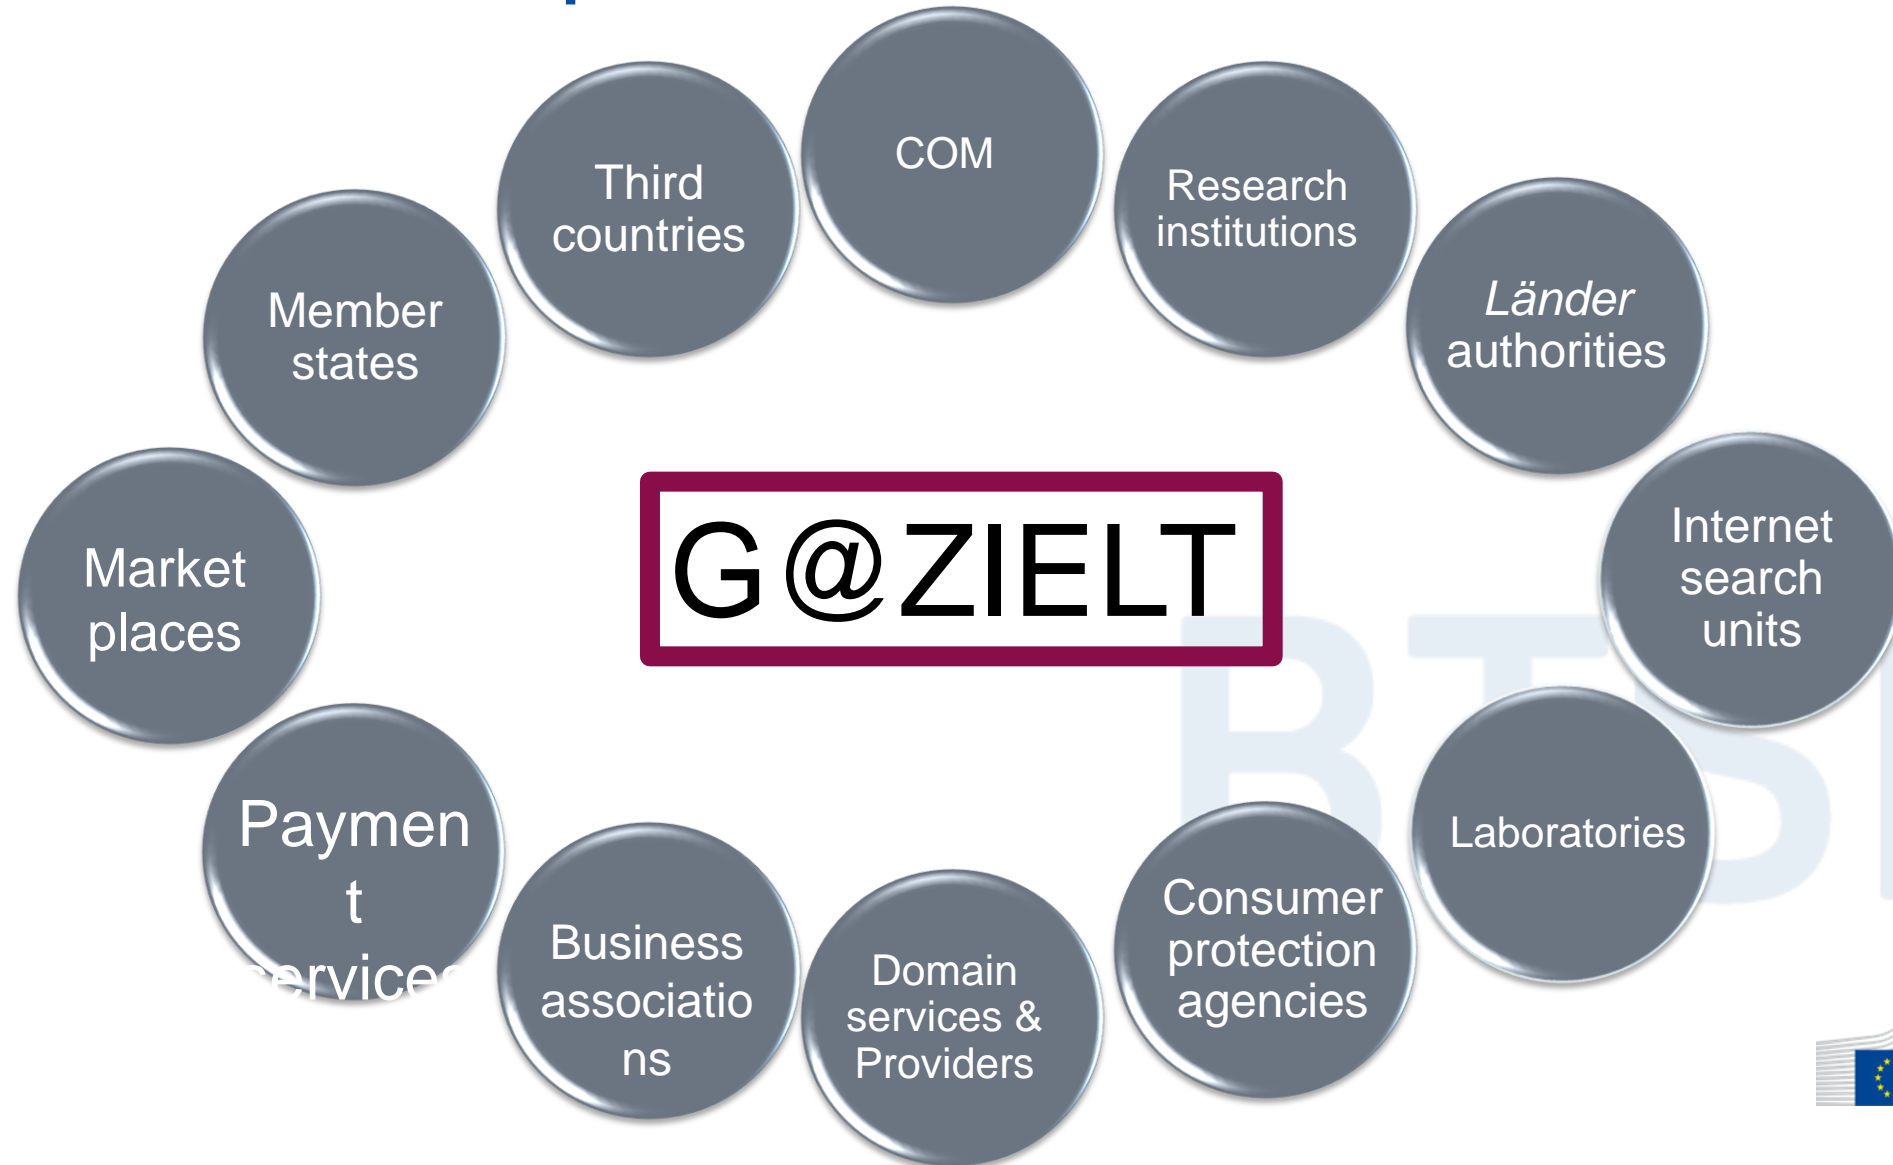 COM
Third
countries
Research
institutions
Member
states
Länder
authorities
Market
places
G@ZIELT
Internet
search
units
Paymen
t
services
Laboratories
Business
associatio
ns
Domain
services &
Providers
Consumer
protection
agencies